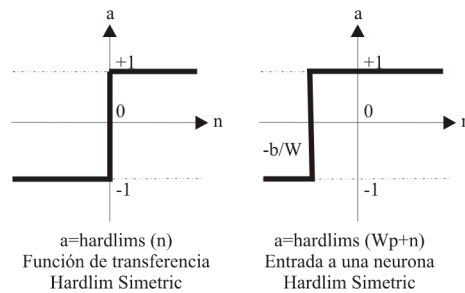 a
+1
0
n
-1
a=hardlims (n)
Función de transferencia
Hardlim Simetric
a
+1
0
-b/W
-1
a=hardlims (Wp+n)
Entrada a una neurona
Hardlim Simetric